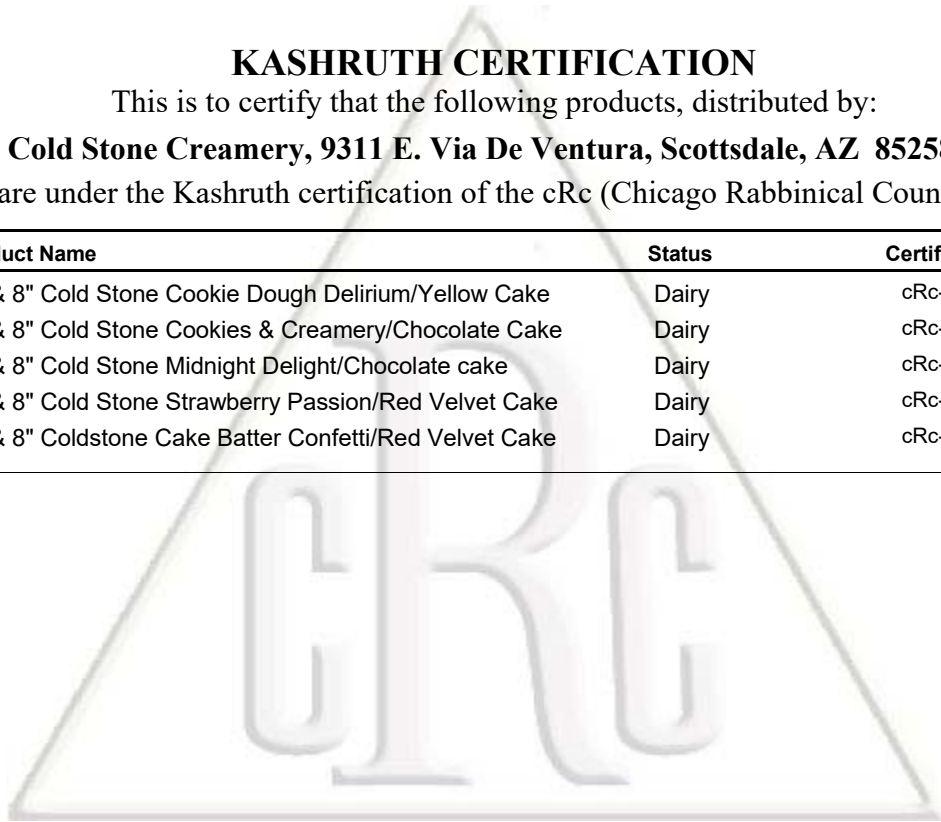 KASHRUTH CERTIFICATION
This is to certify that the following products, distributed by:
Cold Stone Creamery, 9311 E. Via De Ventura, Scottsdale, AZ 85258
are under the Kashruth certification of the cRc (Chicago Rabbinical Coun
uct Name Status Certif
& 8" Cold Stone Cookie Dough Delirium/Yellow Cake Dairy cRc-
& 8" Cold Stone Cookies & Creamery/Chocolate Cake Dairy cRc-
& 8" Cold Stone Midnight Delight/Chocolate cake Dairy cRc-
& 8" Cold Stone Strawberry Passion/Red Velvet Cake Dairy cRc-
& 8" Coldstone Cake Batter Confetti/Red Velvet Cake Dairy cRc-
cRc